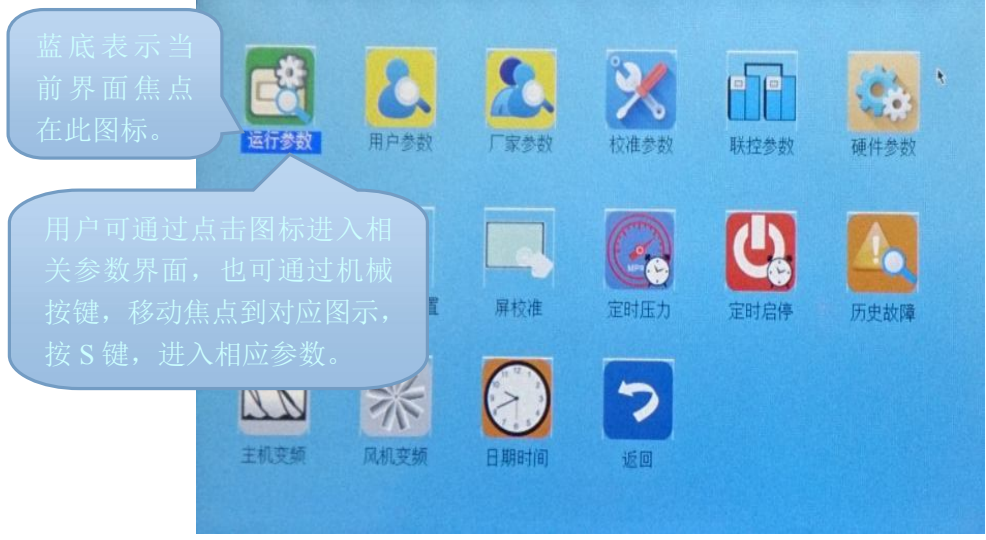 蓝底表示当
前界面焦点
在此图标。
运行参数
用户参数
厂家参数
校准参数
联控参数
硬件参数
用户可通过点击图标进入相
关参数界面，也可通过机械
按键，移动焦点到对应图示，
按 S 键，进入相应参数。
置
屏校准
定时压力
定时启停
历史故障
主机变频
风机变频
日期时间
返回